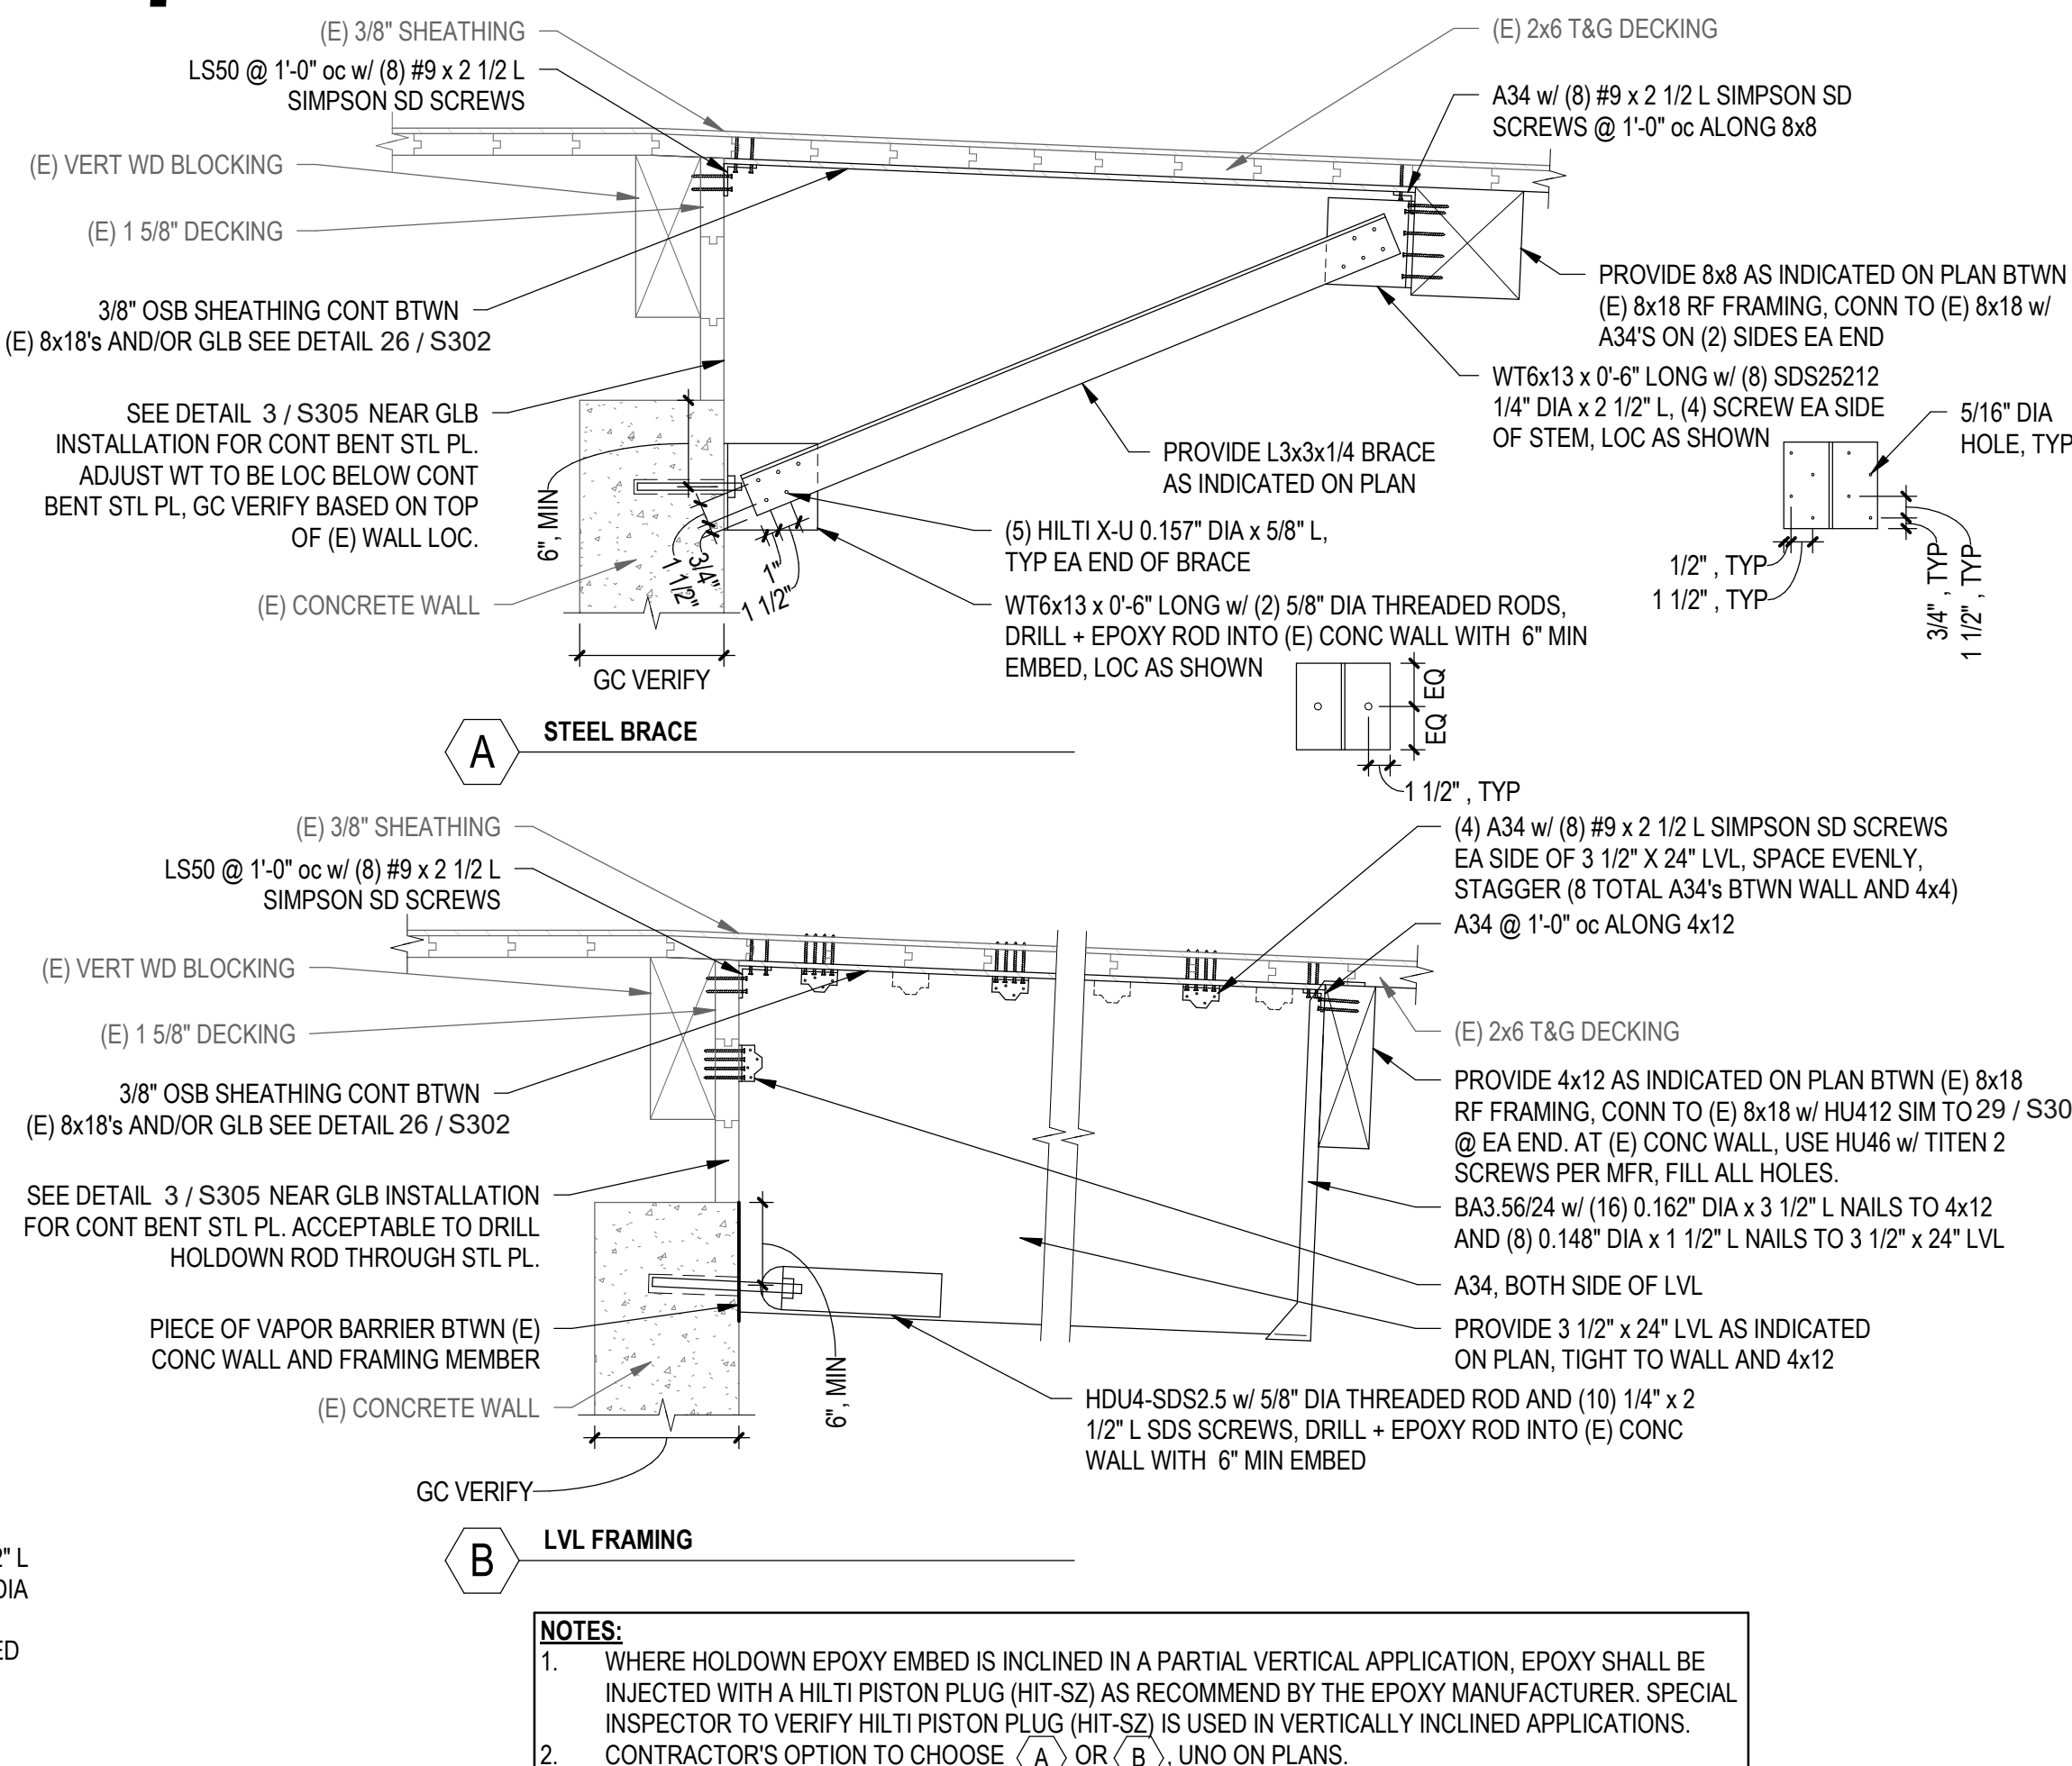 (E) 3/8" SHEATHING
LS50 @ 1'-0" oc w/ (8) #9 x 2 1/2 L
SIMPSON SD SCREWS
(E) VERT WD BLOCKING
(E) 1 5/8" DECKING
3/8" OSB SHEATHING CONT BTWN
(E) 8x18's AND/OR GLB SEE DETAIL 26 / S302
SEE DETAIL 3 / S305 NEAR GLB
INSTALLATION FOR CONT BENT STL PL.
ADJUST WT TO BE LOC BELOW CONT
BENT STL PL, GC VERIFY BASED ON TOP
OF (E) WALL LOC.
(E) CONCRETE WALL
6", MIN
1 1/2"
3/4"
1"
1 1/2"
GC VERIFY
(E) 2x6 T&G DECKING
A34 w/ (8) #9 x 2 1/2 L SIMPSON SD
SCREWS @ 1'-0" oc ALONG 8x8
PROVIDE 8x8 AS INDICATED ON PLAN BTWN
(E) 8x18 RF FRAMING, CONN TO (E) 8x18 w/
A34'S ON (2) SIDES EA END
WT6x13 x 0'-6" LONG w/ (8) SDS25212
1/4" DIA x 2 1/2" L, (4) SCREW EA SIDE
OF STEM, LOC AS SHOWN
5/16" DIA
HOLE, TYP
1/2" , TYP
1 1/2" , TYP
3/4" , TYP
1 1/2" , TYP
PROVIDE L3x3x1/4 BRACE
AS INDICATED ON PLAN
(5) HILTI X-U 0.157" DIA x 5/8" L,
TYP EA END OF BRACE
WT6x13 x 0'-6" LONG w/ (2) 5/8" DIA THREADED RODS,
DRILL + EPOXY ROD INTO (E) CONC WALL WITH 6" MIN
EMBED, LOC AS SHOWN
EQ
EQ
1 1/2" , TYP
A
STEEL BRACE
(E) 3/8" SHEATHING
LS50 @ 1'-0" oc w/ (8) #9 x 2 1/2 L
SIMPSON SD SCREWS
(E) VERT WD BLOCKING
(E) 1 5/8" DECKING
3/8" OSB SHEATHING CONT BTWN
(E) 8x18's AND/OR GLB SEE DETAIL 26 / S302
SEE DETAIL 3 / S305 NEAR GLB INSTALLATION
FOR CONT BENT STL PL. ACCEPTABLE TO DRILL
HOLDOWN ROD THROUGH STL PL.
PIECE OF VAPOR BARRIER BTWN (E)
CONC WALL AND FRAMING MEMBER
(E) CONCRETE WALL
GC VERIFY
6", MIN
(4) A34 w/ (8) #9 x 2 1/2 L SIMPSON SD SCREWS
EA SIDE OF 3 1/2" X 24" LVL, SPACE EVENLY,
STAGGER (8 TOTAL A34's BTWN WALL AND 4x4)
A34 @ 1'-0" oc ALONG 4x12
(E) 2x6 T&G DECKING
PROVIDE 4x12 AS INDICATED ON PLAN BTWN (E) 8x18
RF FRAMING, CONN TO (E) 8x18 w/ HU412 SIM TO 29 / S30
@ EA END. AT (E) CONC WALL, USE HU46 w/ TITEN 2
SCREWS PER MFR, FILL ALL HOLES.
BA3.56/24 w/ (16) 0.162" DIA x 3 1/2" L NAILS TO 4x12
AND (8) 0.148" DIA x 1 1/2" L NAILS TO 3 1/2" x 24" LVL
A34, BOTH SIDE OF LVL
PROVIDE 3 1/2" x 24" LVL AS INDICATED
ON PLAN, TIGHT TO WALL AND 4x12
HDU4-SDS2.5 w/ 5/8" DIA THREADED ROD AND (10) 1/4" x 2
1/2" L SDS SCREWS, DRILL + EPOXY ROD INTO (E) CONC
WALL WITH 6" MIN EMBED
B
LVL FRAMING
2" L
DIA
ED
NOTES:
1. WHERE HOLDOWN EPOXY EMBED IS INCLINED IN A PARTIAL VERTICAL APPLICATION, EPOXY SHALL BE
INJECTED WITH A HILTI PISTON PLUG (HIT-SZ) AS RECOMMEND BY THE EPOXY MANUFACTURER. SPECIAL
INSPECTOR TO VERIFY HILTI PISTON PLUG (HIT-SZ) IS USED IN VERTICALLY INCLINED APPLICATIONS.
2. CONTRACTOR'S OPTION TO CHOOSE A OR B , UNO ON PLANS.